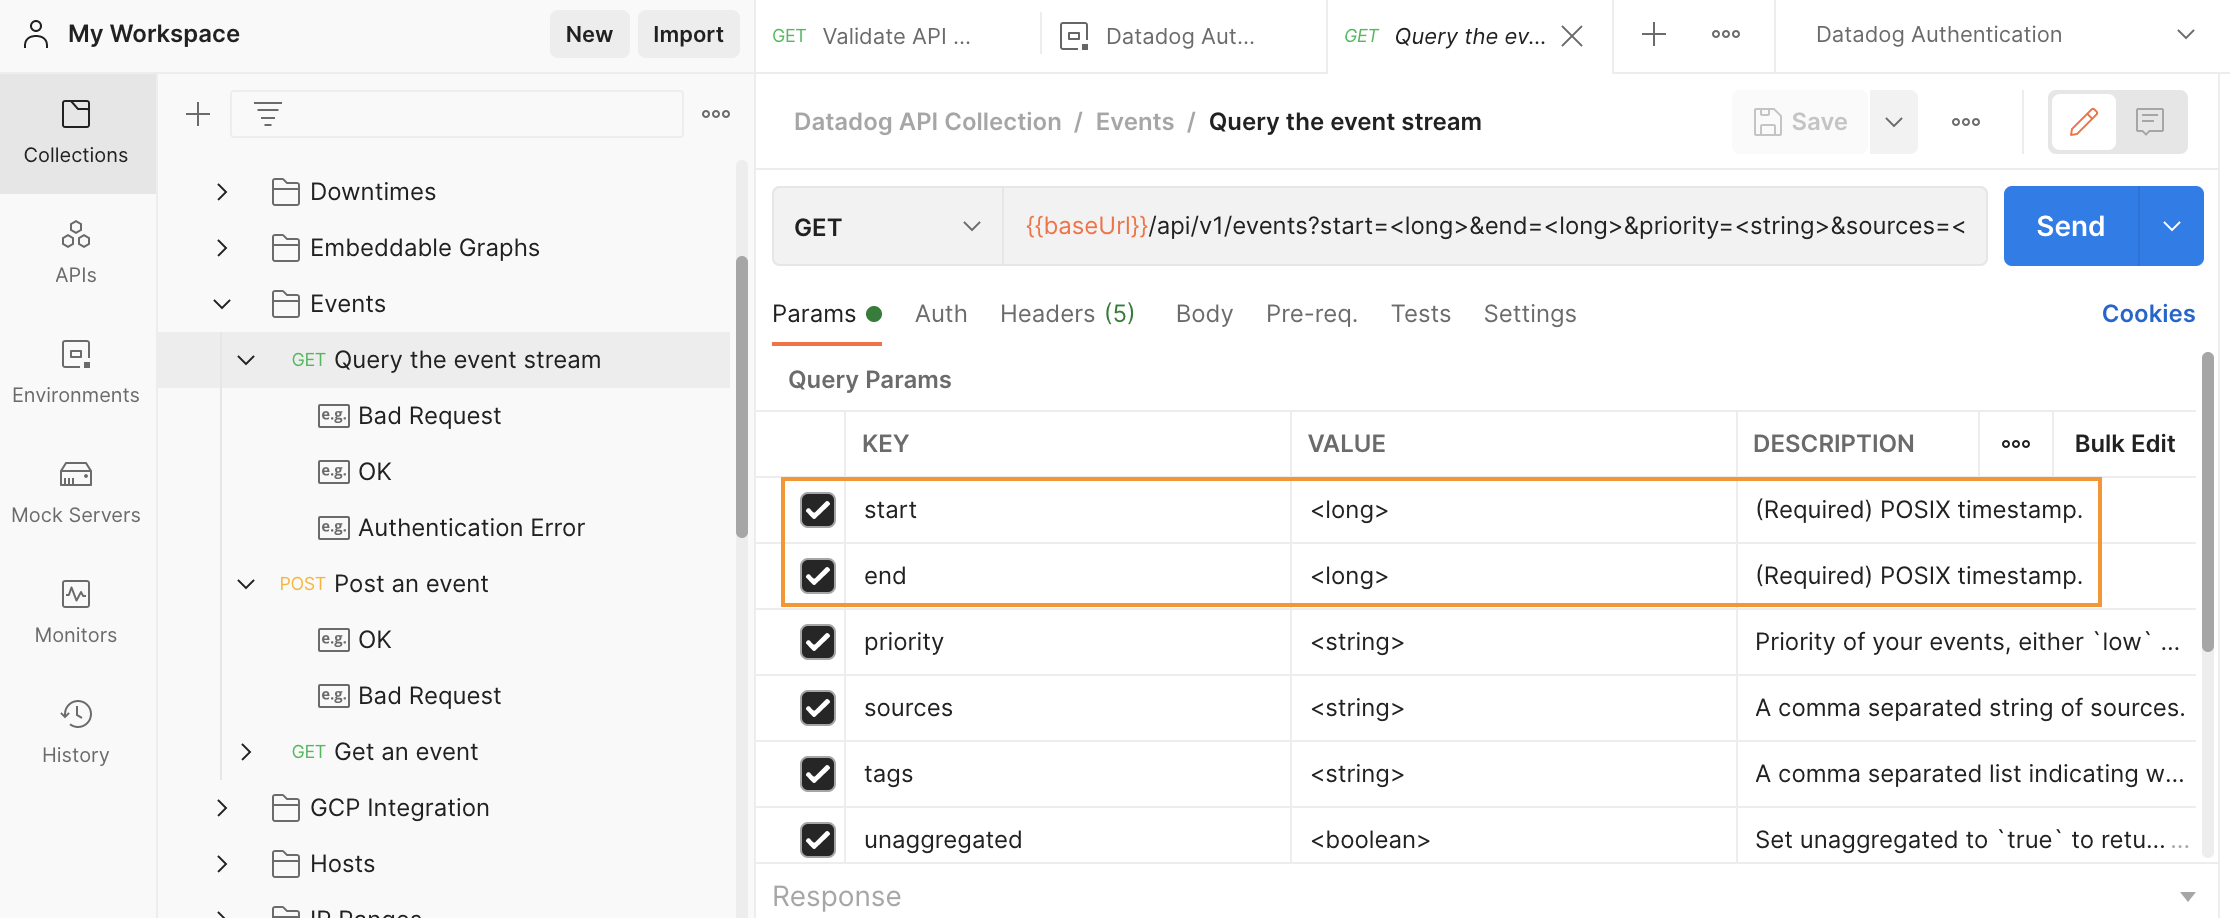 My Workspace
New
Import
GET Validate API ...
Datadog Aut...
GET Query the ev...
Datadog Authentication
Collections
APIs
Environments
Mock Servers
Monitors
History
Downtimes
Embeddable Graphs
Events
GET Query the event stream
e.g. Bad Request
e.g. OK
e.g. Authentication Error
POST Post an event
e.g. OK
e.g. Bad Request
GET Get an event
GCP Integration
Hosts
IP Ranges
Datadog API Collection / Events / Query the event stream
Save
GET
{{baseUrl}}/api/v1/events?start=<long>&end=<long>&priority=<string>&sources=<
Send
Params Auth Headers (5) Body Pre-req. Tests Settings Cookies
Query Params
KEY VALUE DESCRIPTION Bulk Edit
start <long> (Required) POSIX timestamp.
end <long> (Required) POSIX timestamp.
priority <string> Priority of your events, either `low` ...
sources <string> A comma separated string of sources.
tags <string> A comma separated list indicating w...
unaggregated <boolean> Set unaggregated to `true` to retu... ...
Response